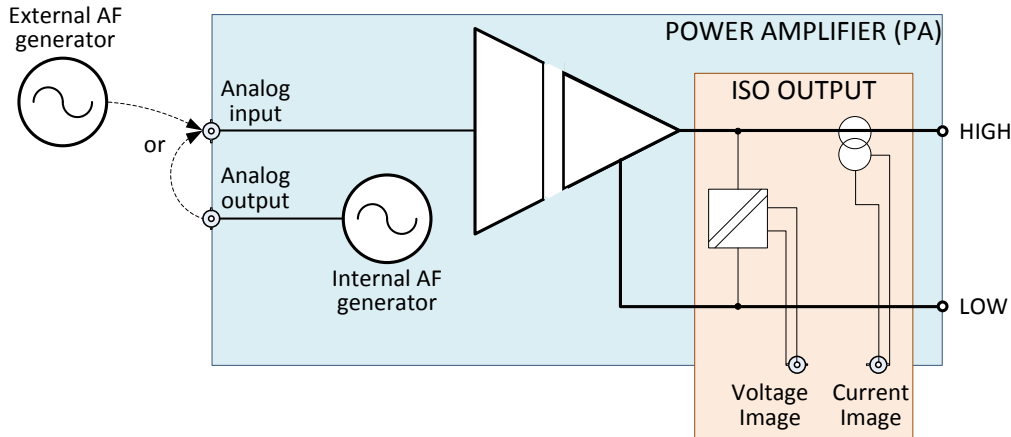 External AF
generator
POWER AMPLIFIER (PA)
ISO OUTPUT
Analog
input
or
HIGH
Analog
output
Internal AF
generator
LOW
Voltage
Image
Current
Image